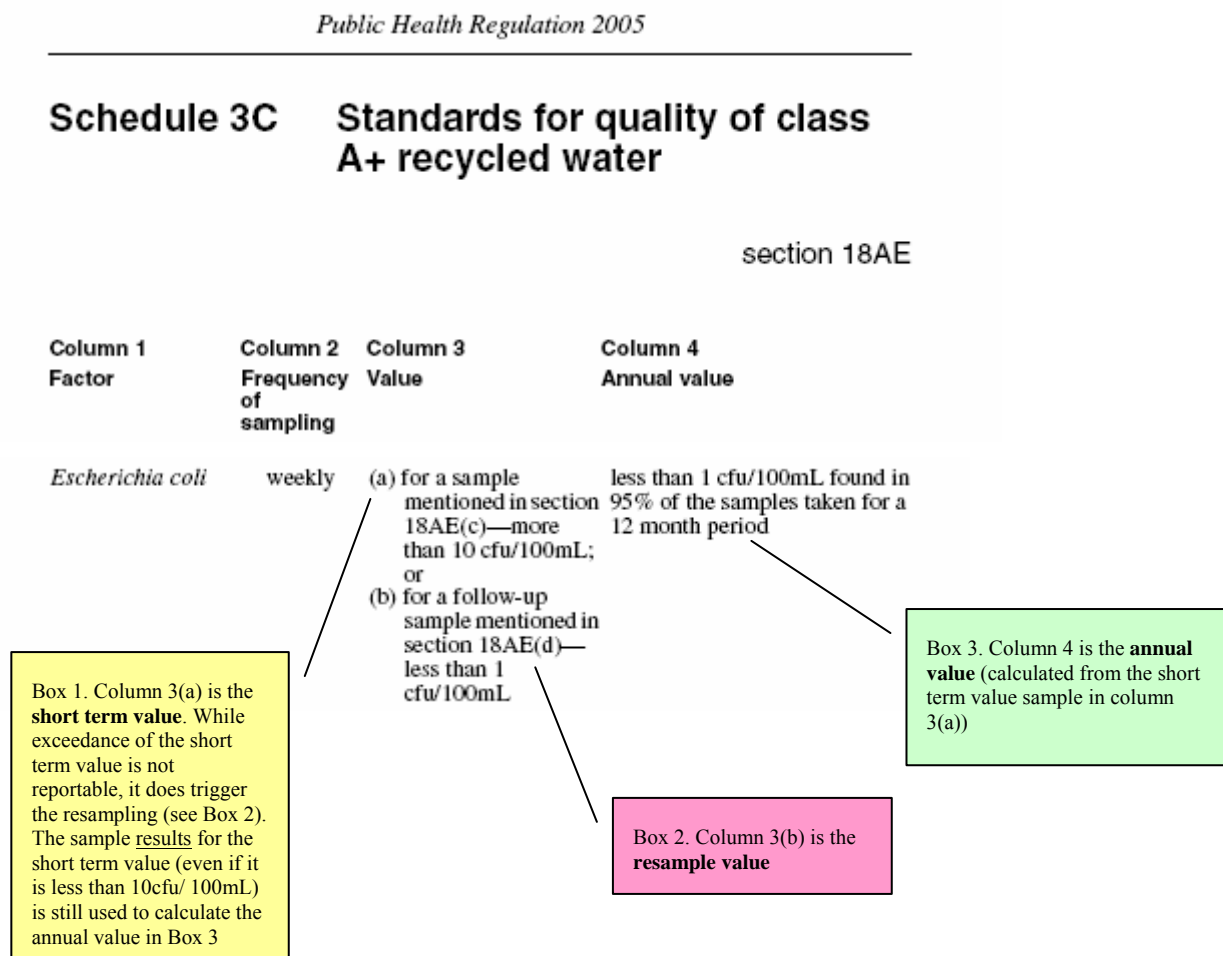 Public Health Regulation 2005
Schedule 3C Standards for quality of class
A+ recycled water
section 18AE
Column 1 Column 2 Column 3 Column 4
Factor Frequency Value Annual value
of
sampling
Escherichia coli weekly (a) for a sample less than 1 cfu/100mL found in
mentioned in section 95% of the samples taken for a
18AE(c)—more 12 month period
than 10 cfu/100mL;
or
(b) for a follow-up
sample mentioned in
section 18AE(d)—
less than 1
cfu/100mL
Box 1. Column 3(a) is the
short term value. While
exceedance of the short
term value is not
reportable, it does trigger
the resampling (see Box 2).
The sample results for the
short term value (even if it
is less than 10cfu/ 100mL)
is still used to calculate the
annual value in Box 3
Box 2. Column 3(b) is the
resample value
Box 3. Column 4 is the annual
value (calculated from the short
term value sample in column
3(a))